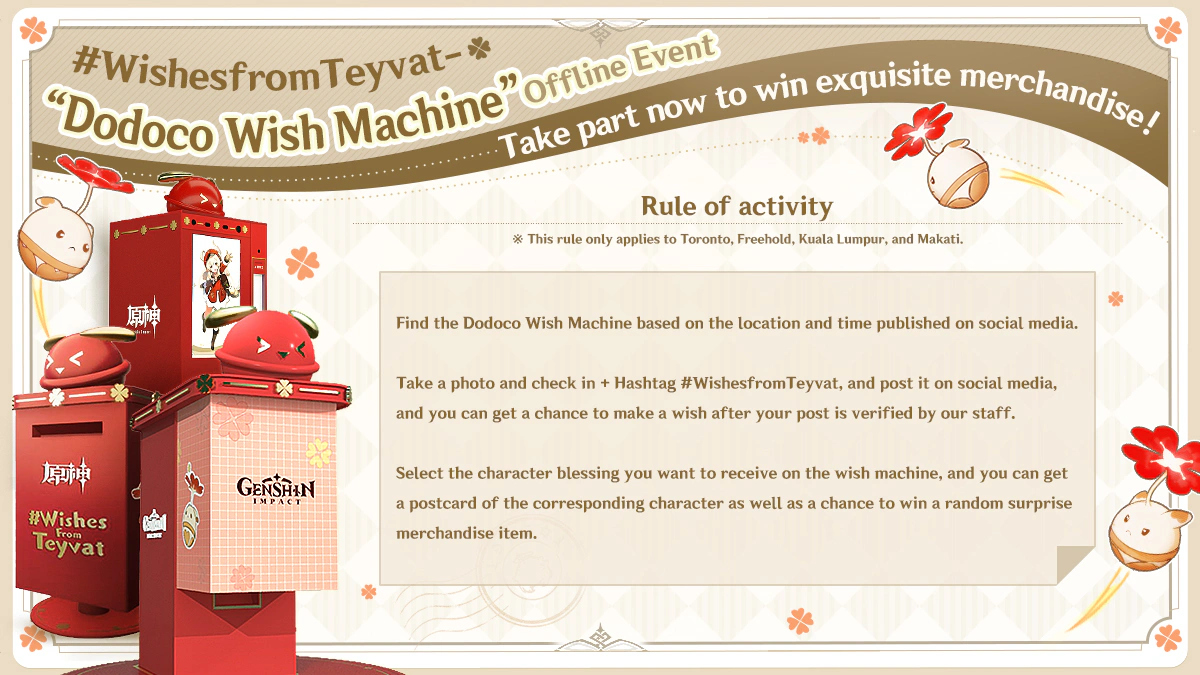 #WishesfromTeyvat-
“Dodoco Wish Machine” Offline Event
Take part now to win exquisite merchandise!
Rule of activity
※ This rule only applies to Toronto, Freehold, Kuala Lumpur, and Makati.
Find the Dodoco Wish Machine based on the location and time published on social media.
Take a photo and check in + Hashtag #WishesfromTeyvat, and post it on social media,
and you can get a chance to make a wish after your post is verified by our staff.
Select the character blessing you want to receive on the wish machine, and you can get
a postcard of the corresponding character as well as a chance to win a random surprise
merchandise item.
原神
原神
#Wishes
From
Teyvat
GENSHIN
IMPACT